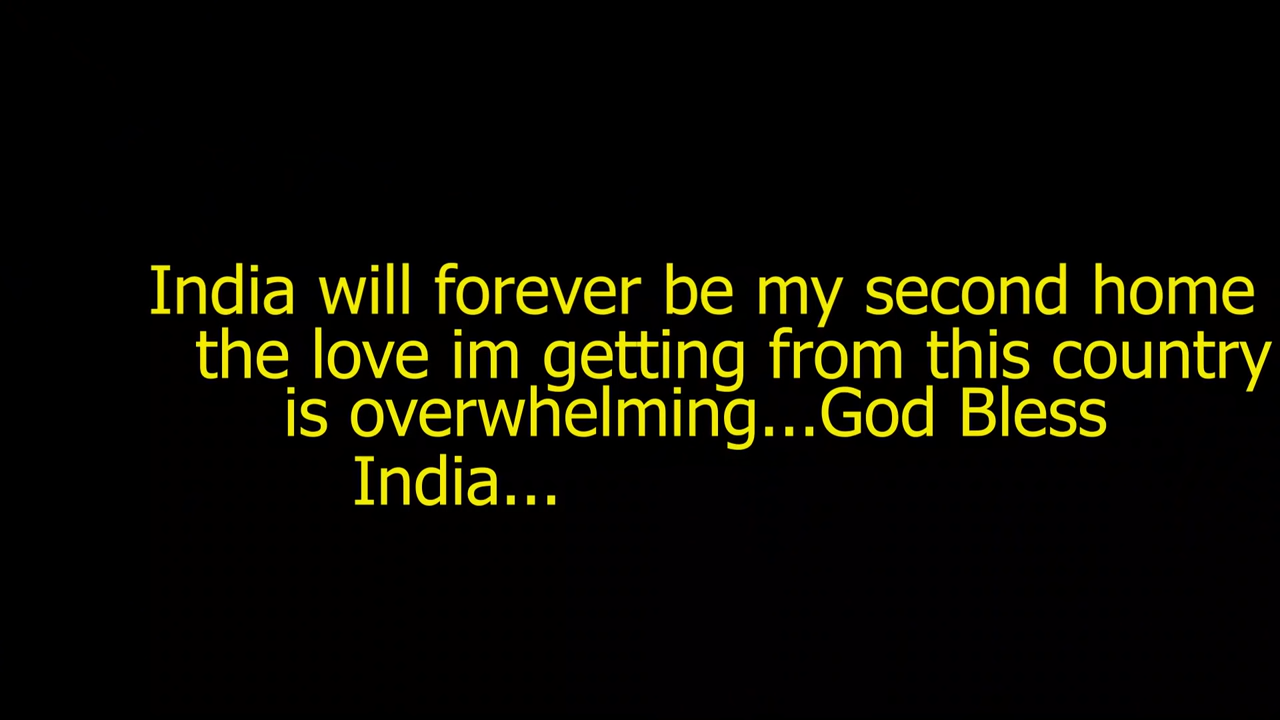 India will forever be my second home
the love im getting from this country
is overwhelming...God Bless
India...